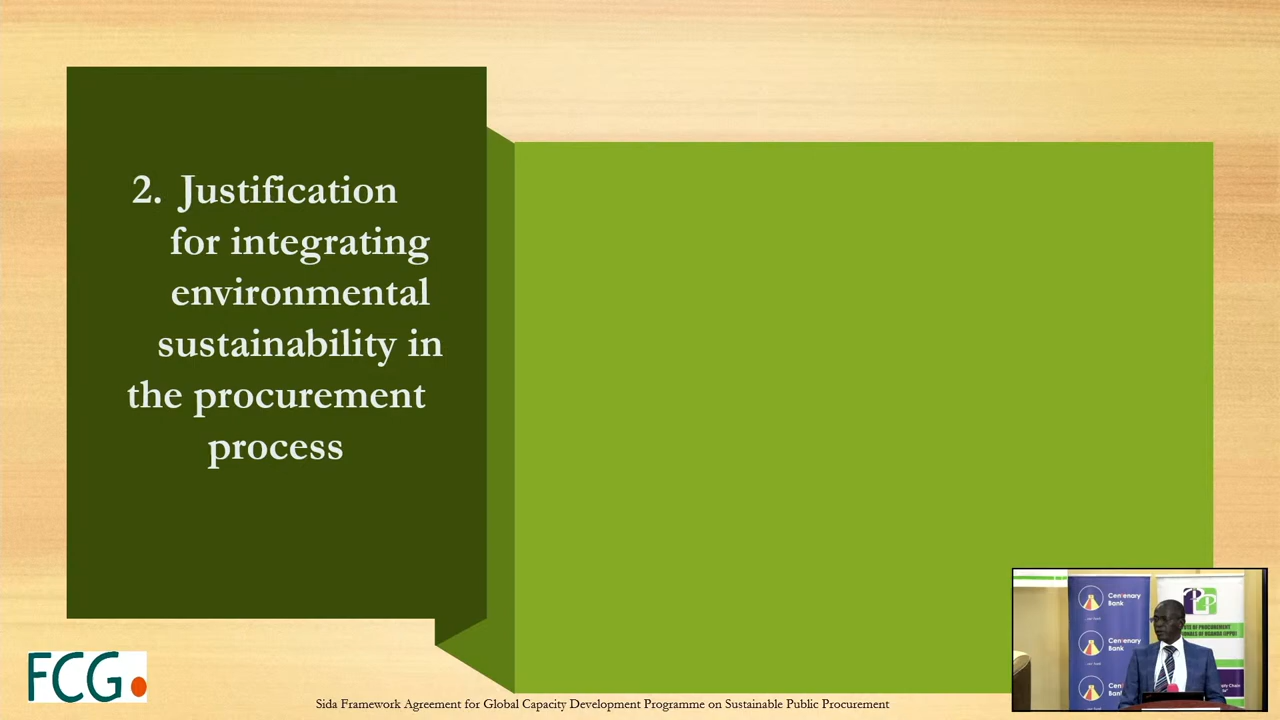 2. Justification
for integrating
environmental
sustainability in
the procurement
process
FCG
Sida Framework Agreement for Global Capacity Development Programme on Sustainable Public Procurement
Centenary
Bank
Centenary
Bank
Centenary